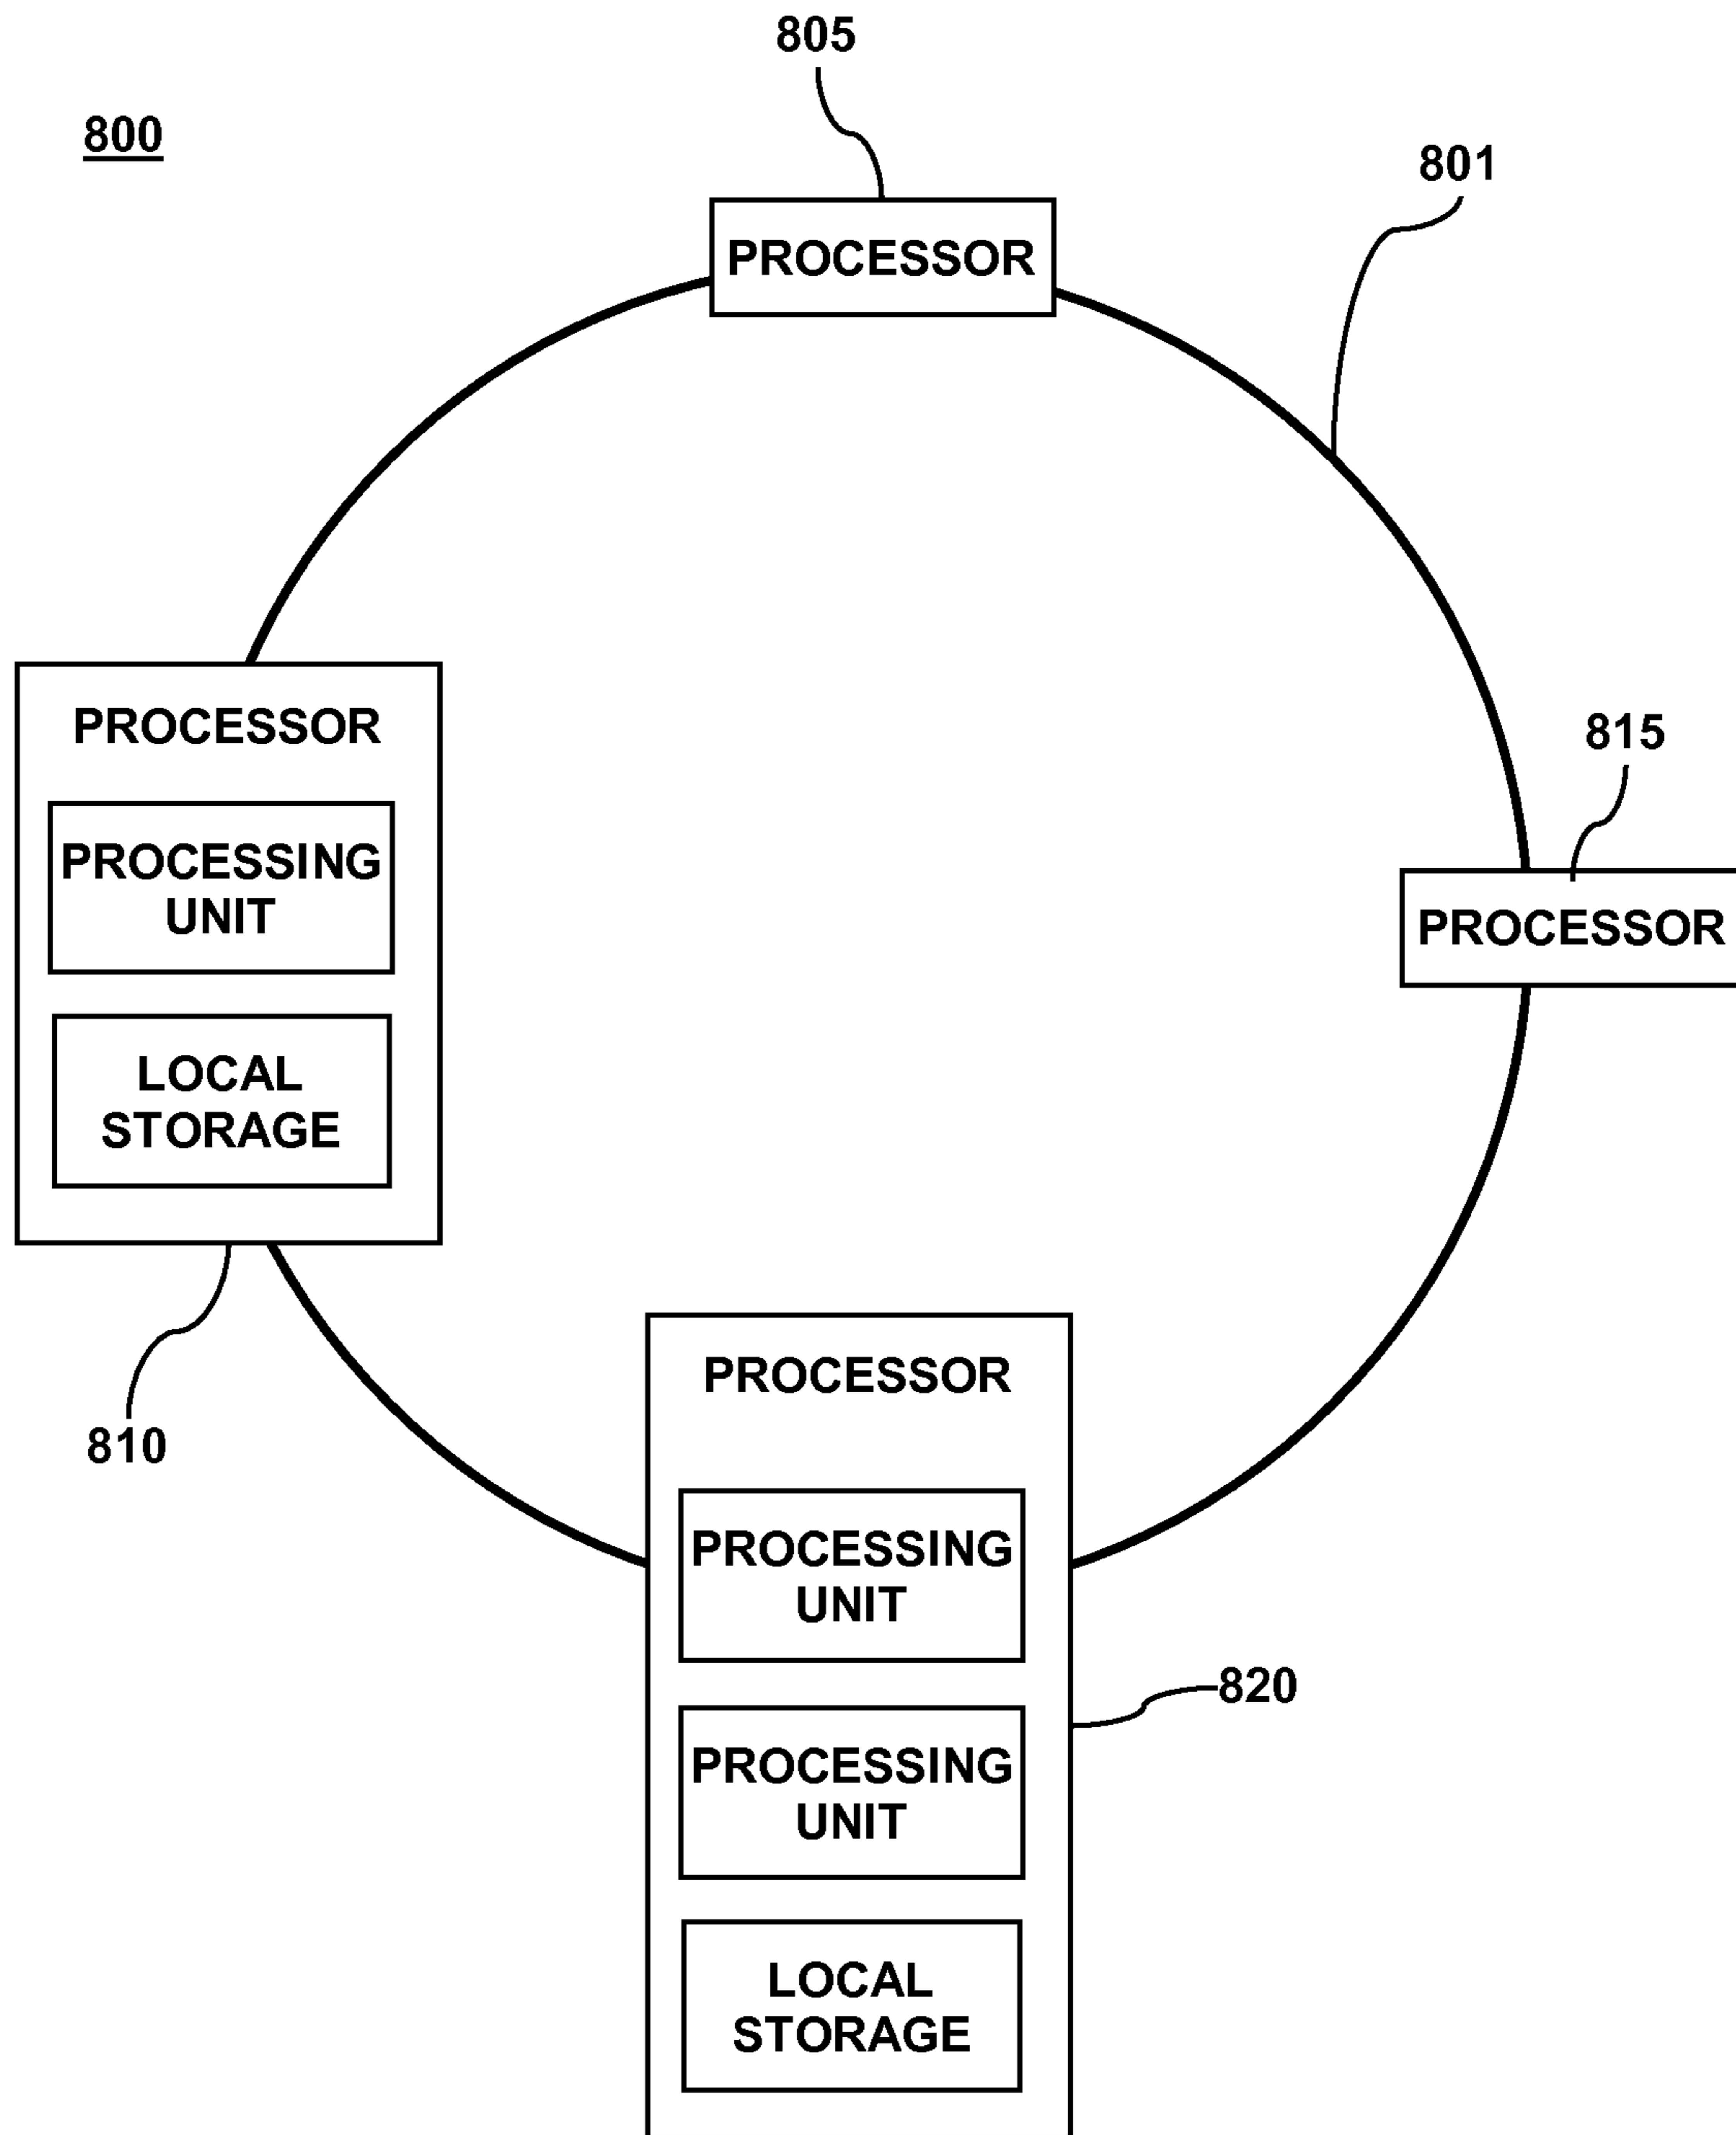 805
800
801
PROCESSOR
PROCESSOR
815
PROCESSING
UNIT
PROCESSOR
LOCAL
STORAGE
PROCESSOR
810
PROCESSING
UNIT
820
PROCESSING
UNIT
LOCAL
STORAGE